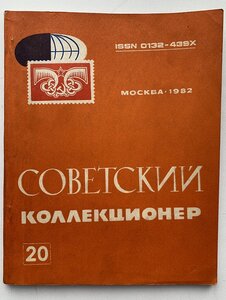 ISSN 0132-439X
МОСКВА·1982
СОВЕТСКИЙ
КОЛЛЕКЦИОНЕР
20